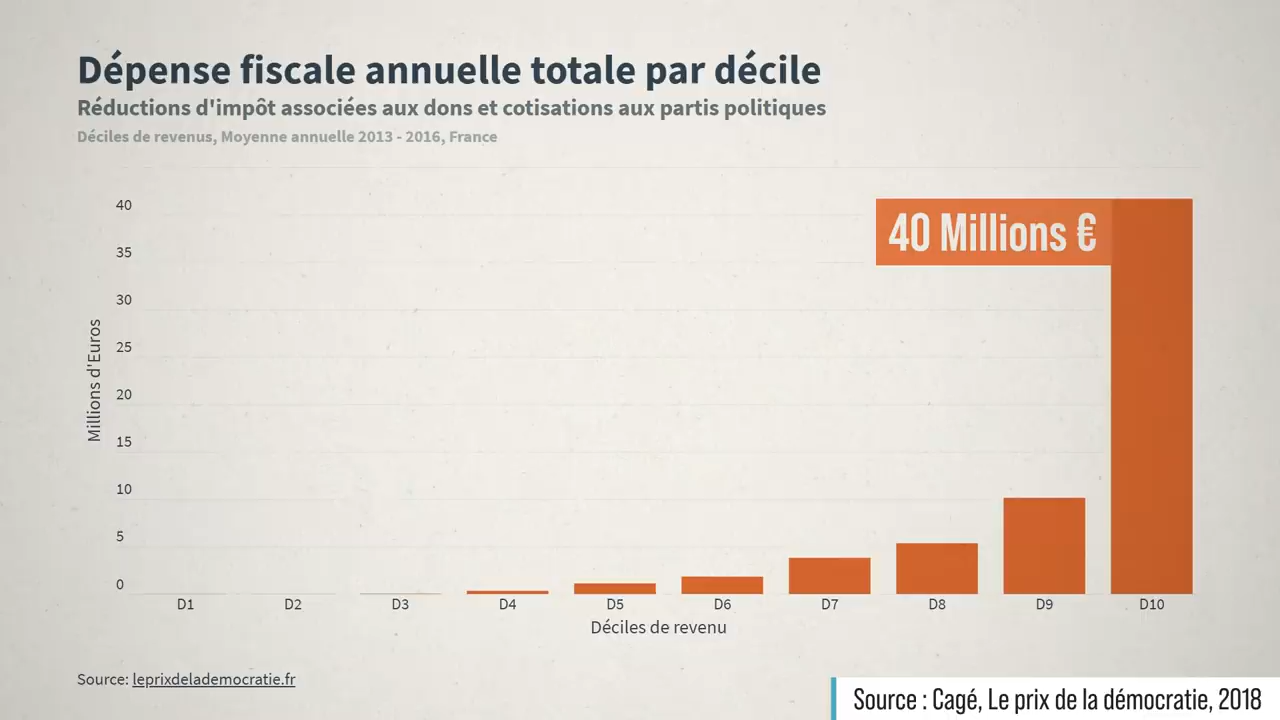 Dépense fiscale annuelle totale par décile
Réductions d'impôt associées aux dons et cotisations aux partis politiques
Déciles de revenus, Moyenne annuelle 2013 - 2016, France
40
35
30
25
20
15
10
5
0
Millions d'Euros
40 Millions €
D1 D2 D3 D4 D5 D6 D7 D8 D9 D10
Déciles de revenu
Source: leprixdelademocratie.fr
Source : Cagé, Le prix de la démocratie, 2018